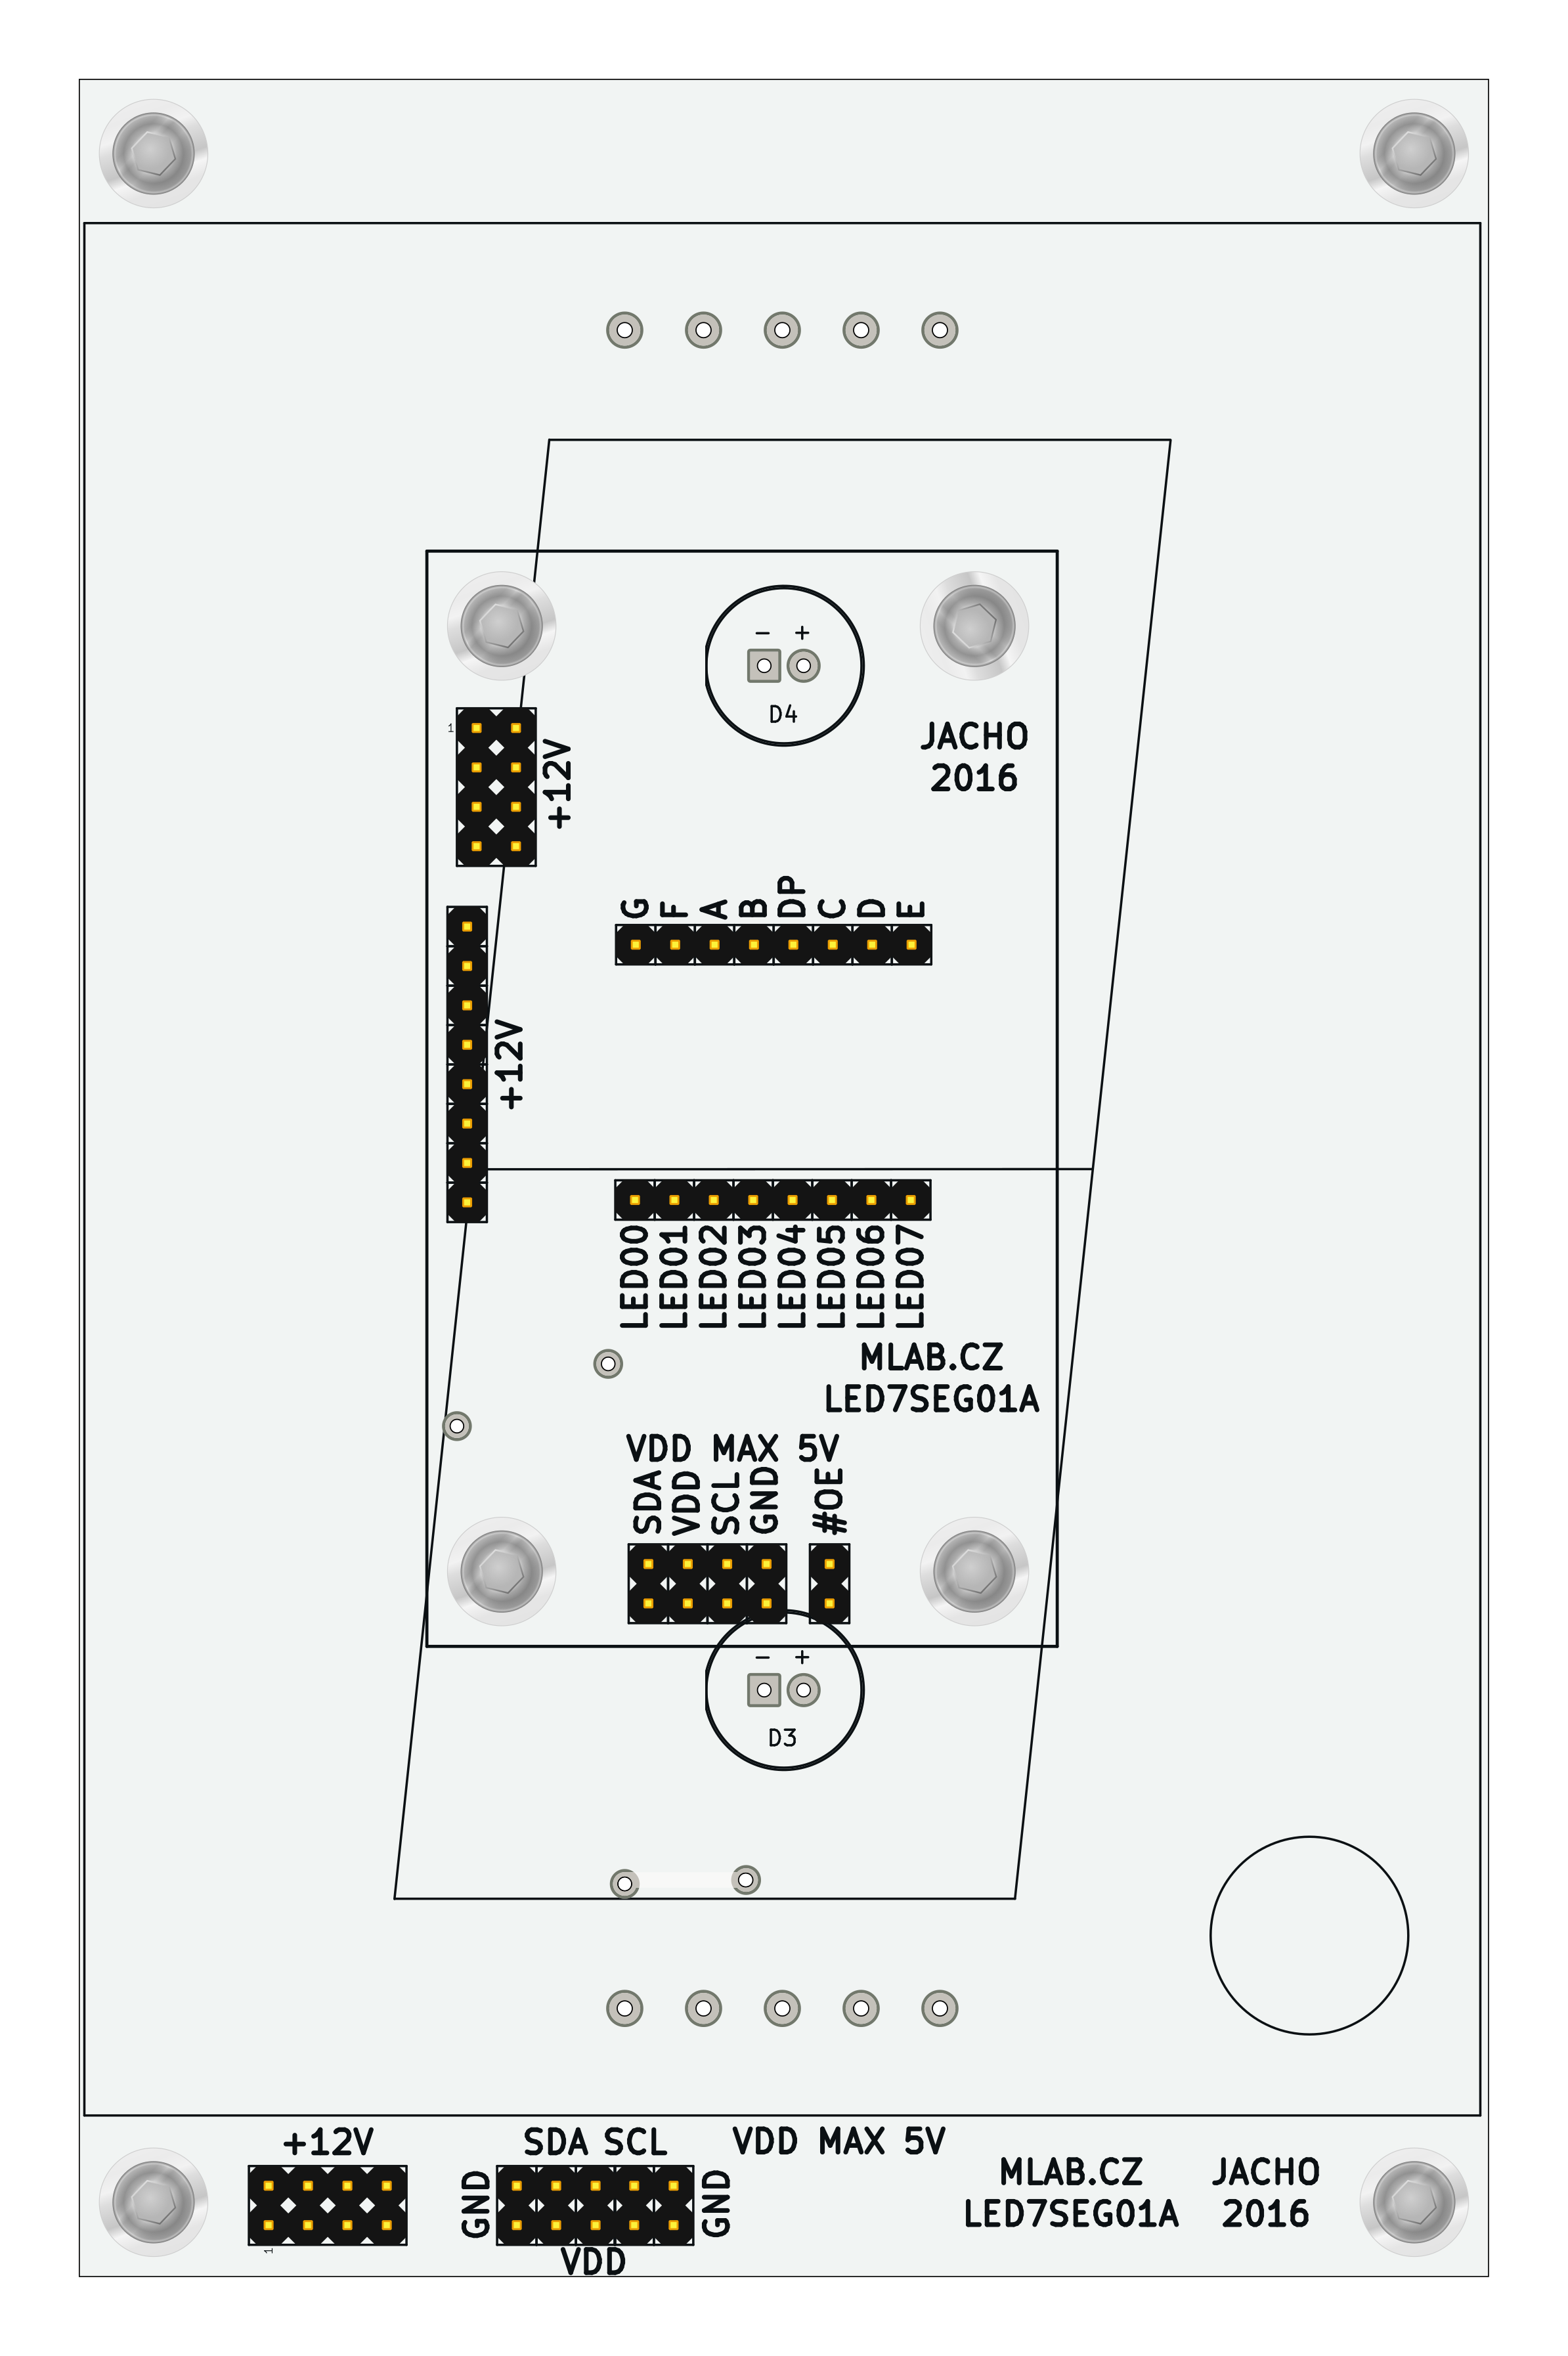 - +
D4
JACHO
2016
1
+12V
G F A B DP C D E
+12V
LED00 LED01 LED02 LED03 LED04 LED05 LED06 LED07
MLAB.CZ
LED7SEG01A
VDD MAX 5V
SDA VDD SCL GND #OE
- +
D3
+12V
SDA SCL
VDD MAX 5V
GND
GND
VDD
1
MLAB.CZ
LED7SEG01A
JACHO
2016